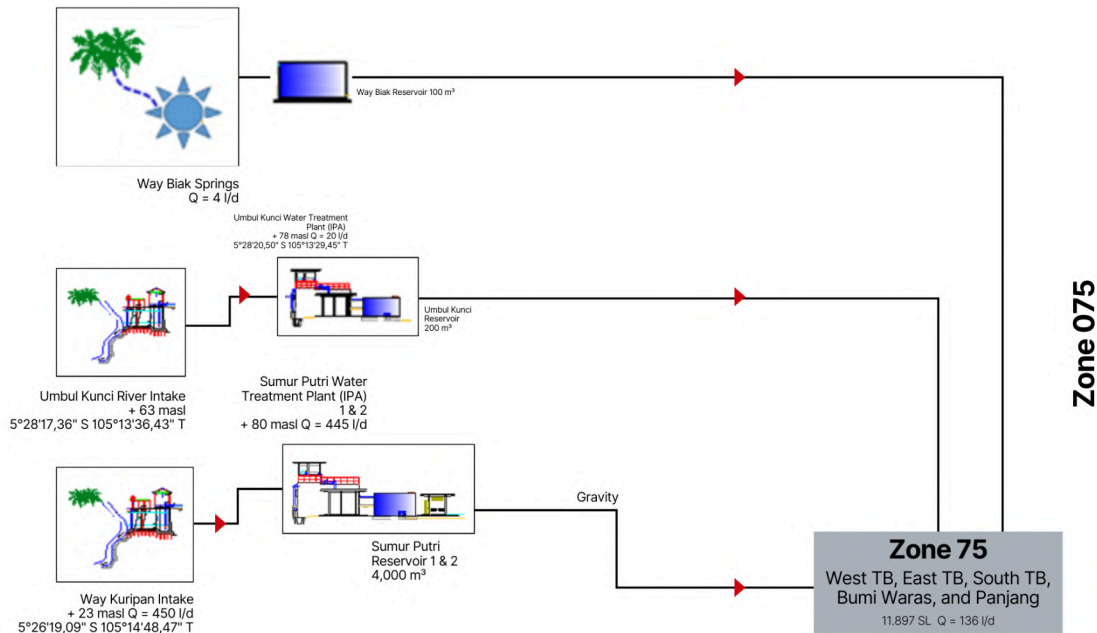 Way Biak Reservoir 100 m³
Way Biak Springs
Q = 4 l/d
Umbul Kunci Water Treatment
Plant (IPA)
+ 78 masl Q = 20 l/d
5°28'20,50" S 105°13'29,45" T
Umbul Kunci
Reservoir
200 m³
Umbul Kunci River Intake
+ 63 masl
5°28'17,36" S 105°13'36,43" T
Sumur Putri Water
Treatment Plant (IPA)
1 & 2
+ 80 masl Q = 445 l/d
Gravity
Sumur Putri
Reservoir 1 & 2
4,000 m³
Way Kuripan Intake
+ 23 masl Q = 450 l/d
5°26'19,09" S 105°14'48,47" T
Zone 75
West TB, East TB, South TB,
Bumi Waras, and Panjang
11.897 SL Q = 136 l/d
Zone 075